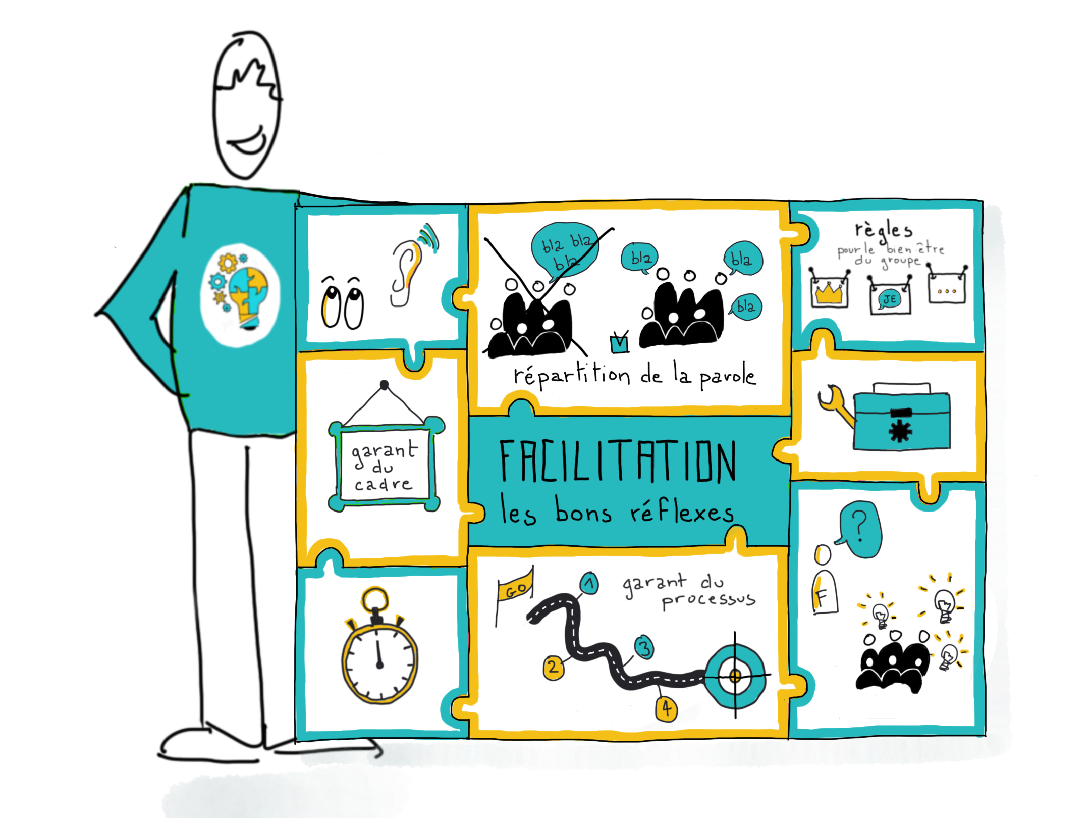 bla bla
bla
bla
bla
bla
répartition de la parole
règles
pour le bien être
du groupe
JE
...
garant
du
cadre
FACILITATION
les bons réflexes
GO
1
2
3
4
garant du
processus
?
F